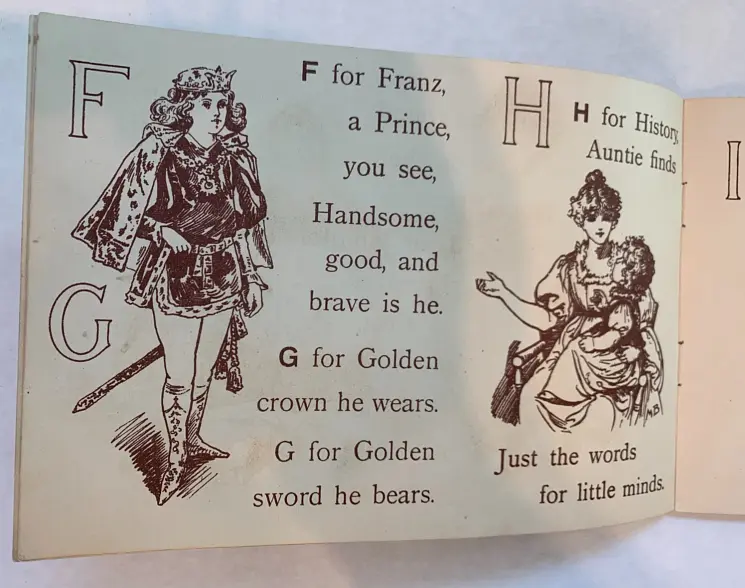 F
F for Franz,
a Prince,
you see,
Handsome,
good, and
brave is he.
G
G for Golden
crown he wears.
G for Golden
sword he bears.
H
H for History,
Auntie finds
MB
Just the words
for little minds.
I